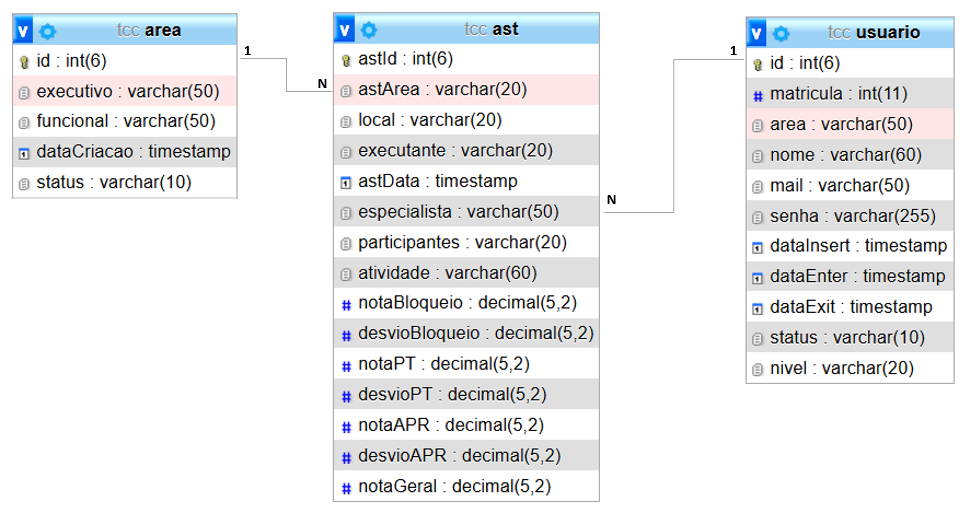 tcc area
id : int(6)
executivo : varchar(50)
funcional : varchar(50)
dataCriacao : timestamp
status : varchar(10)
1
N
tcc ast
astId : int(6)
astArea : varchar(20)
local : varchar(20)
executante : varchar(20)
astData : timestamp
especialista : varchar(50)
participantes : varchar(20)
atividade : varchar(60)
notaBloqueio : decimal(5,2)
desvioBloqueio : decimal(5,2)
notaPT : decimal(5,2)
desvioPT : decimal(5,2)
notaAPR : decimal(5,2)
desvioAPR : decimal(5,2)
notaGeral : decimal(5,2)
N
1
tcc usuario
id : int(6)
matricula : int(11)
area : varchar(50)
nome : varchar(60)
mail : varchar(50)
senha : varchar(255)
dataInsert : timestamp
dataEnter : timestamp
dataExit : timestamp
status : varchar(10)
nivel : varchar(20)